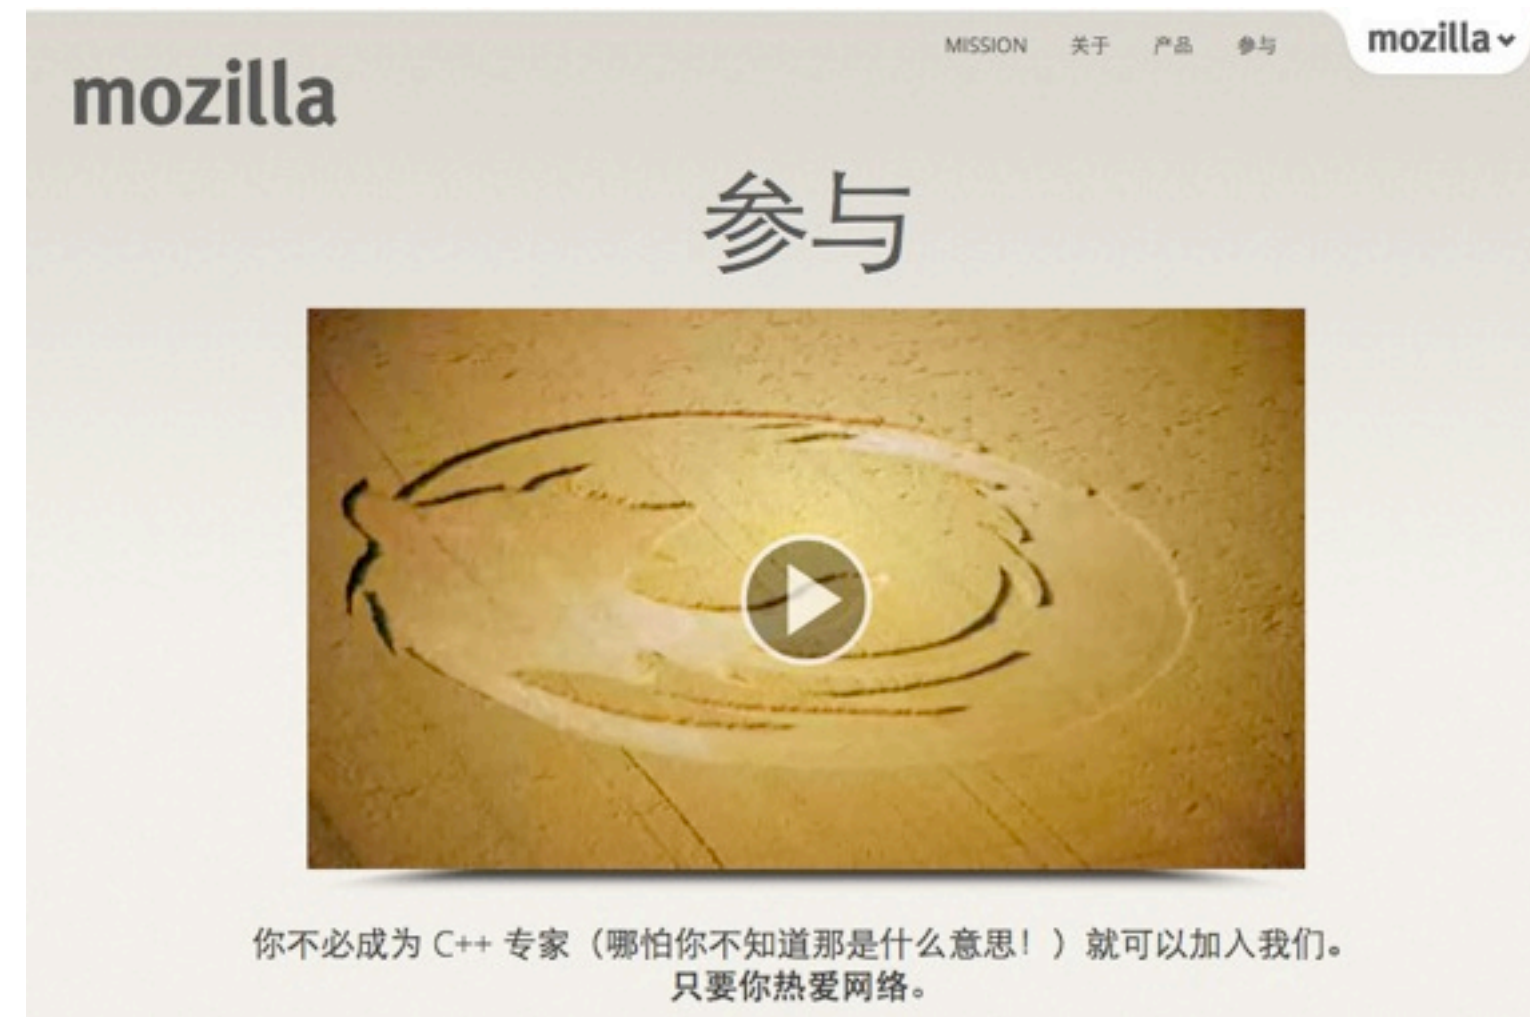 MISSION 关于 产品 参与 mozilla
mozilla
参与
你不必成为 C++ 专家（哪怕你不知道那是什么意思！）就可以加入我们。
只要你热爱网络。